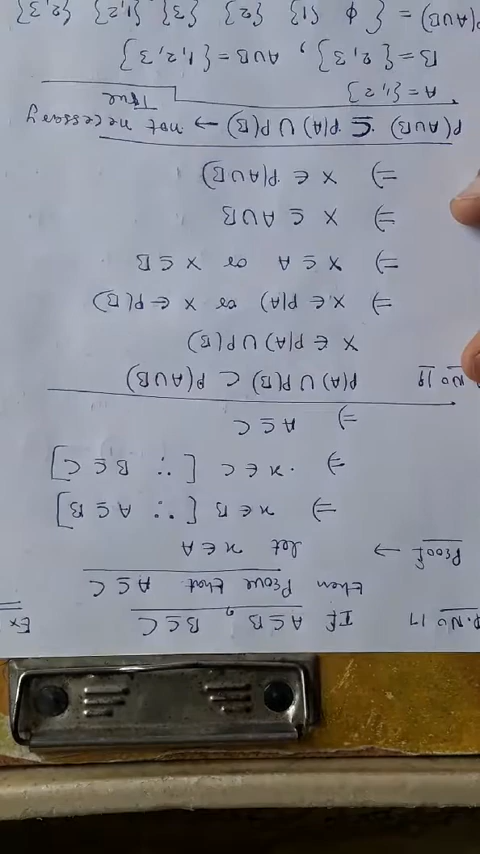 P.No 17 If A⊆B, B⊆C Ex
then Prove that A⊆C
Proof → let x∈A
⇒ x∈B [∵ A⊆B]
⇒ x∈C [∵ B⊆C]
⇒ A⊆C
P.No 18 P(A)∪P(B) ⊂ P(A∪B)
X ∈ P(A)∪P(B)
⇒ X ∈ P(A) or X ∈ P(B)
⇒ X⊆A or X⊆B
⇒ X ⊆ A∪B
⇒ X ∈ P(A∪B)
P(A∪B) ⊆ P(A)∪P(B) → not necessary
True
A={1,2}
B={2,3}, A∪B={1,2,3}
P(A∪B) = { ϕ {1} {2} {3} {1,2} {2,3}